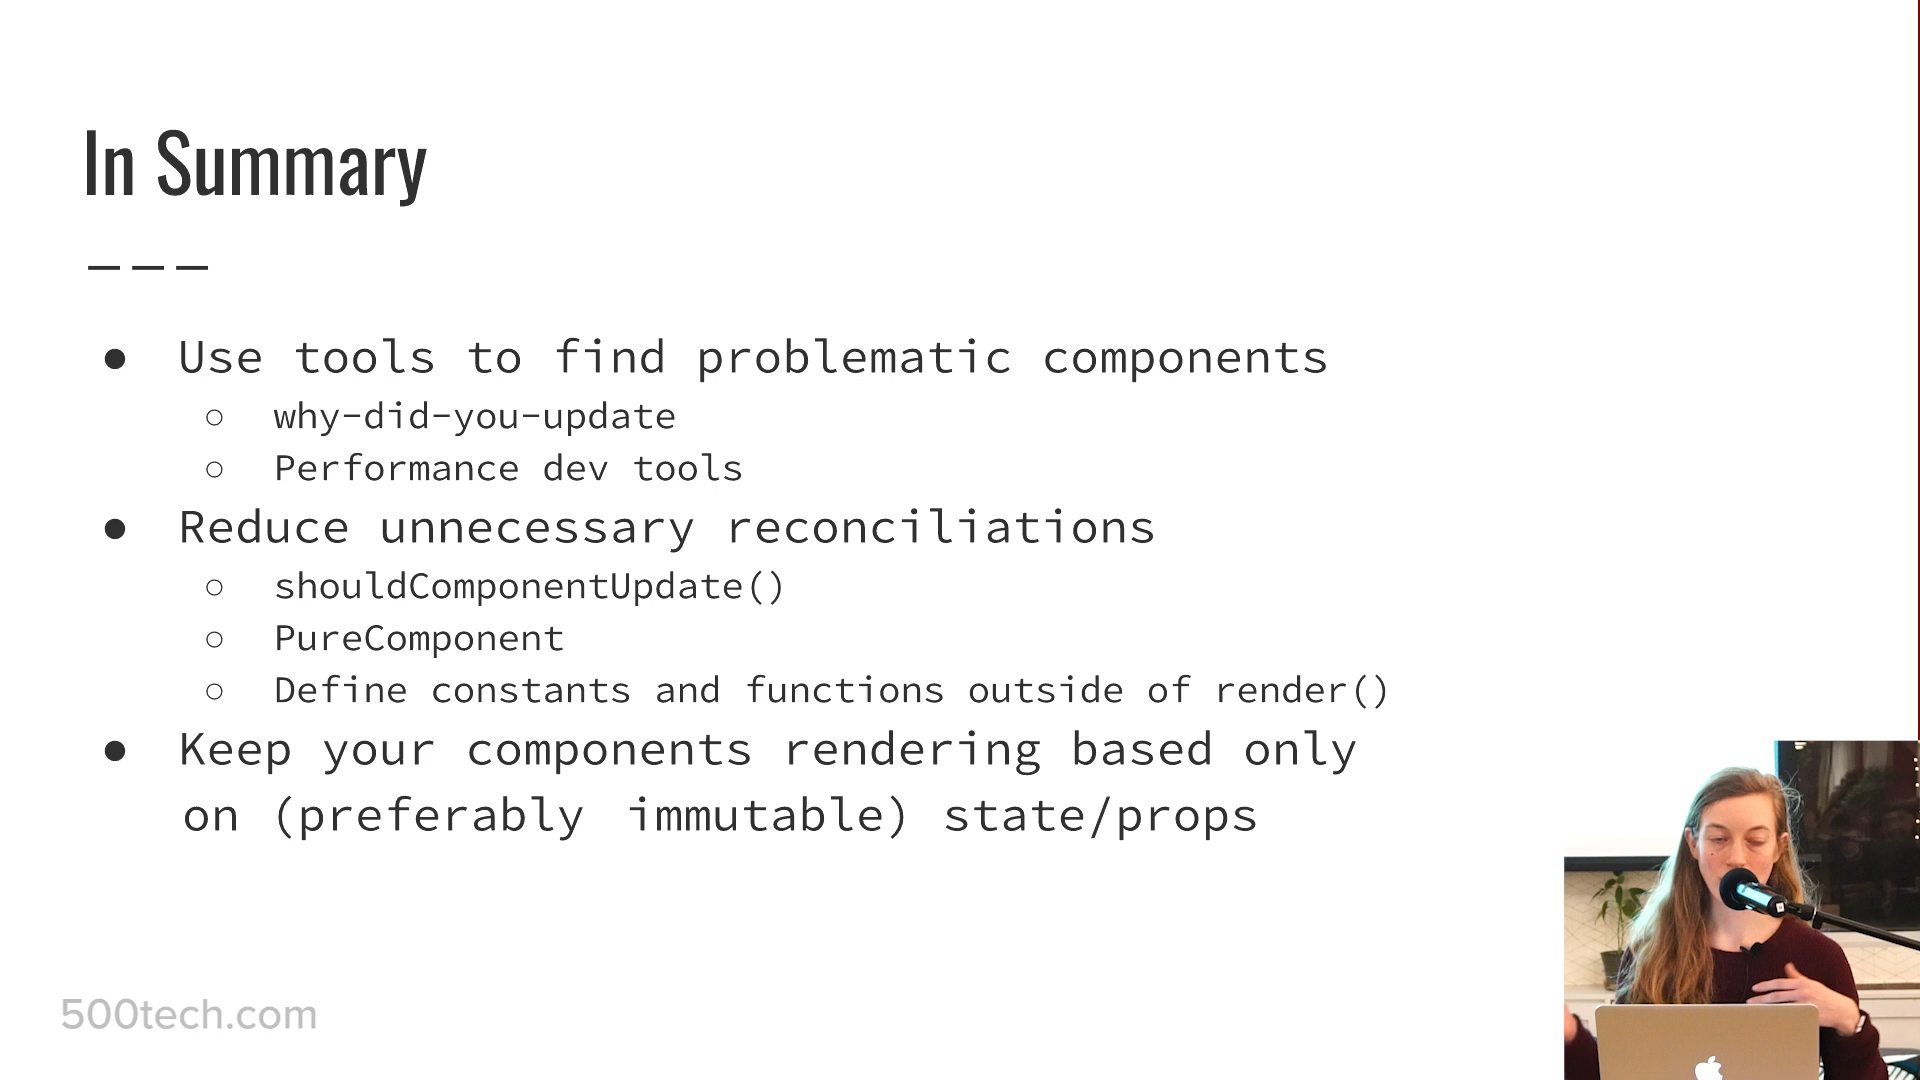 In Summary
● Use tools to find problematic components
○ why-did-you-update
○ Performance dev tools
● Reduce unnecessary reconciliations
○ shouldComponentUpdate()
○ PureComponent
○ Define constants and functions outside of render()
● Keep your components rendering based only
on (preferably immutable) state/props
500tech.com